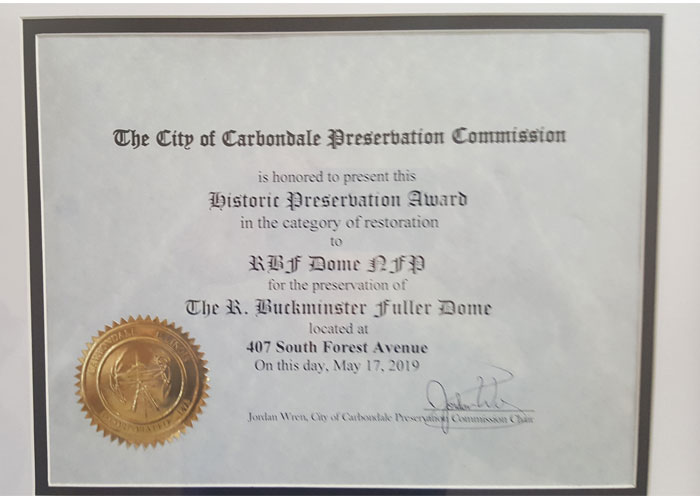 The City of Carbondale Preservation Commission
is honored to present this
Historic Preservation Award
in the category of restoration
to
RBF Dome NFP
for the preservation of
The R. Buckminster Fuller Dome
located at
407 South Forest Avenue
On this day, May 17, 2019
Jordan Wren, City of Carbondale Preservation Commission Chair